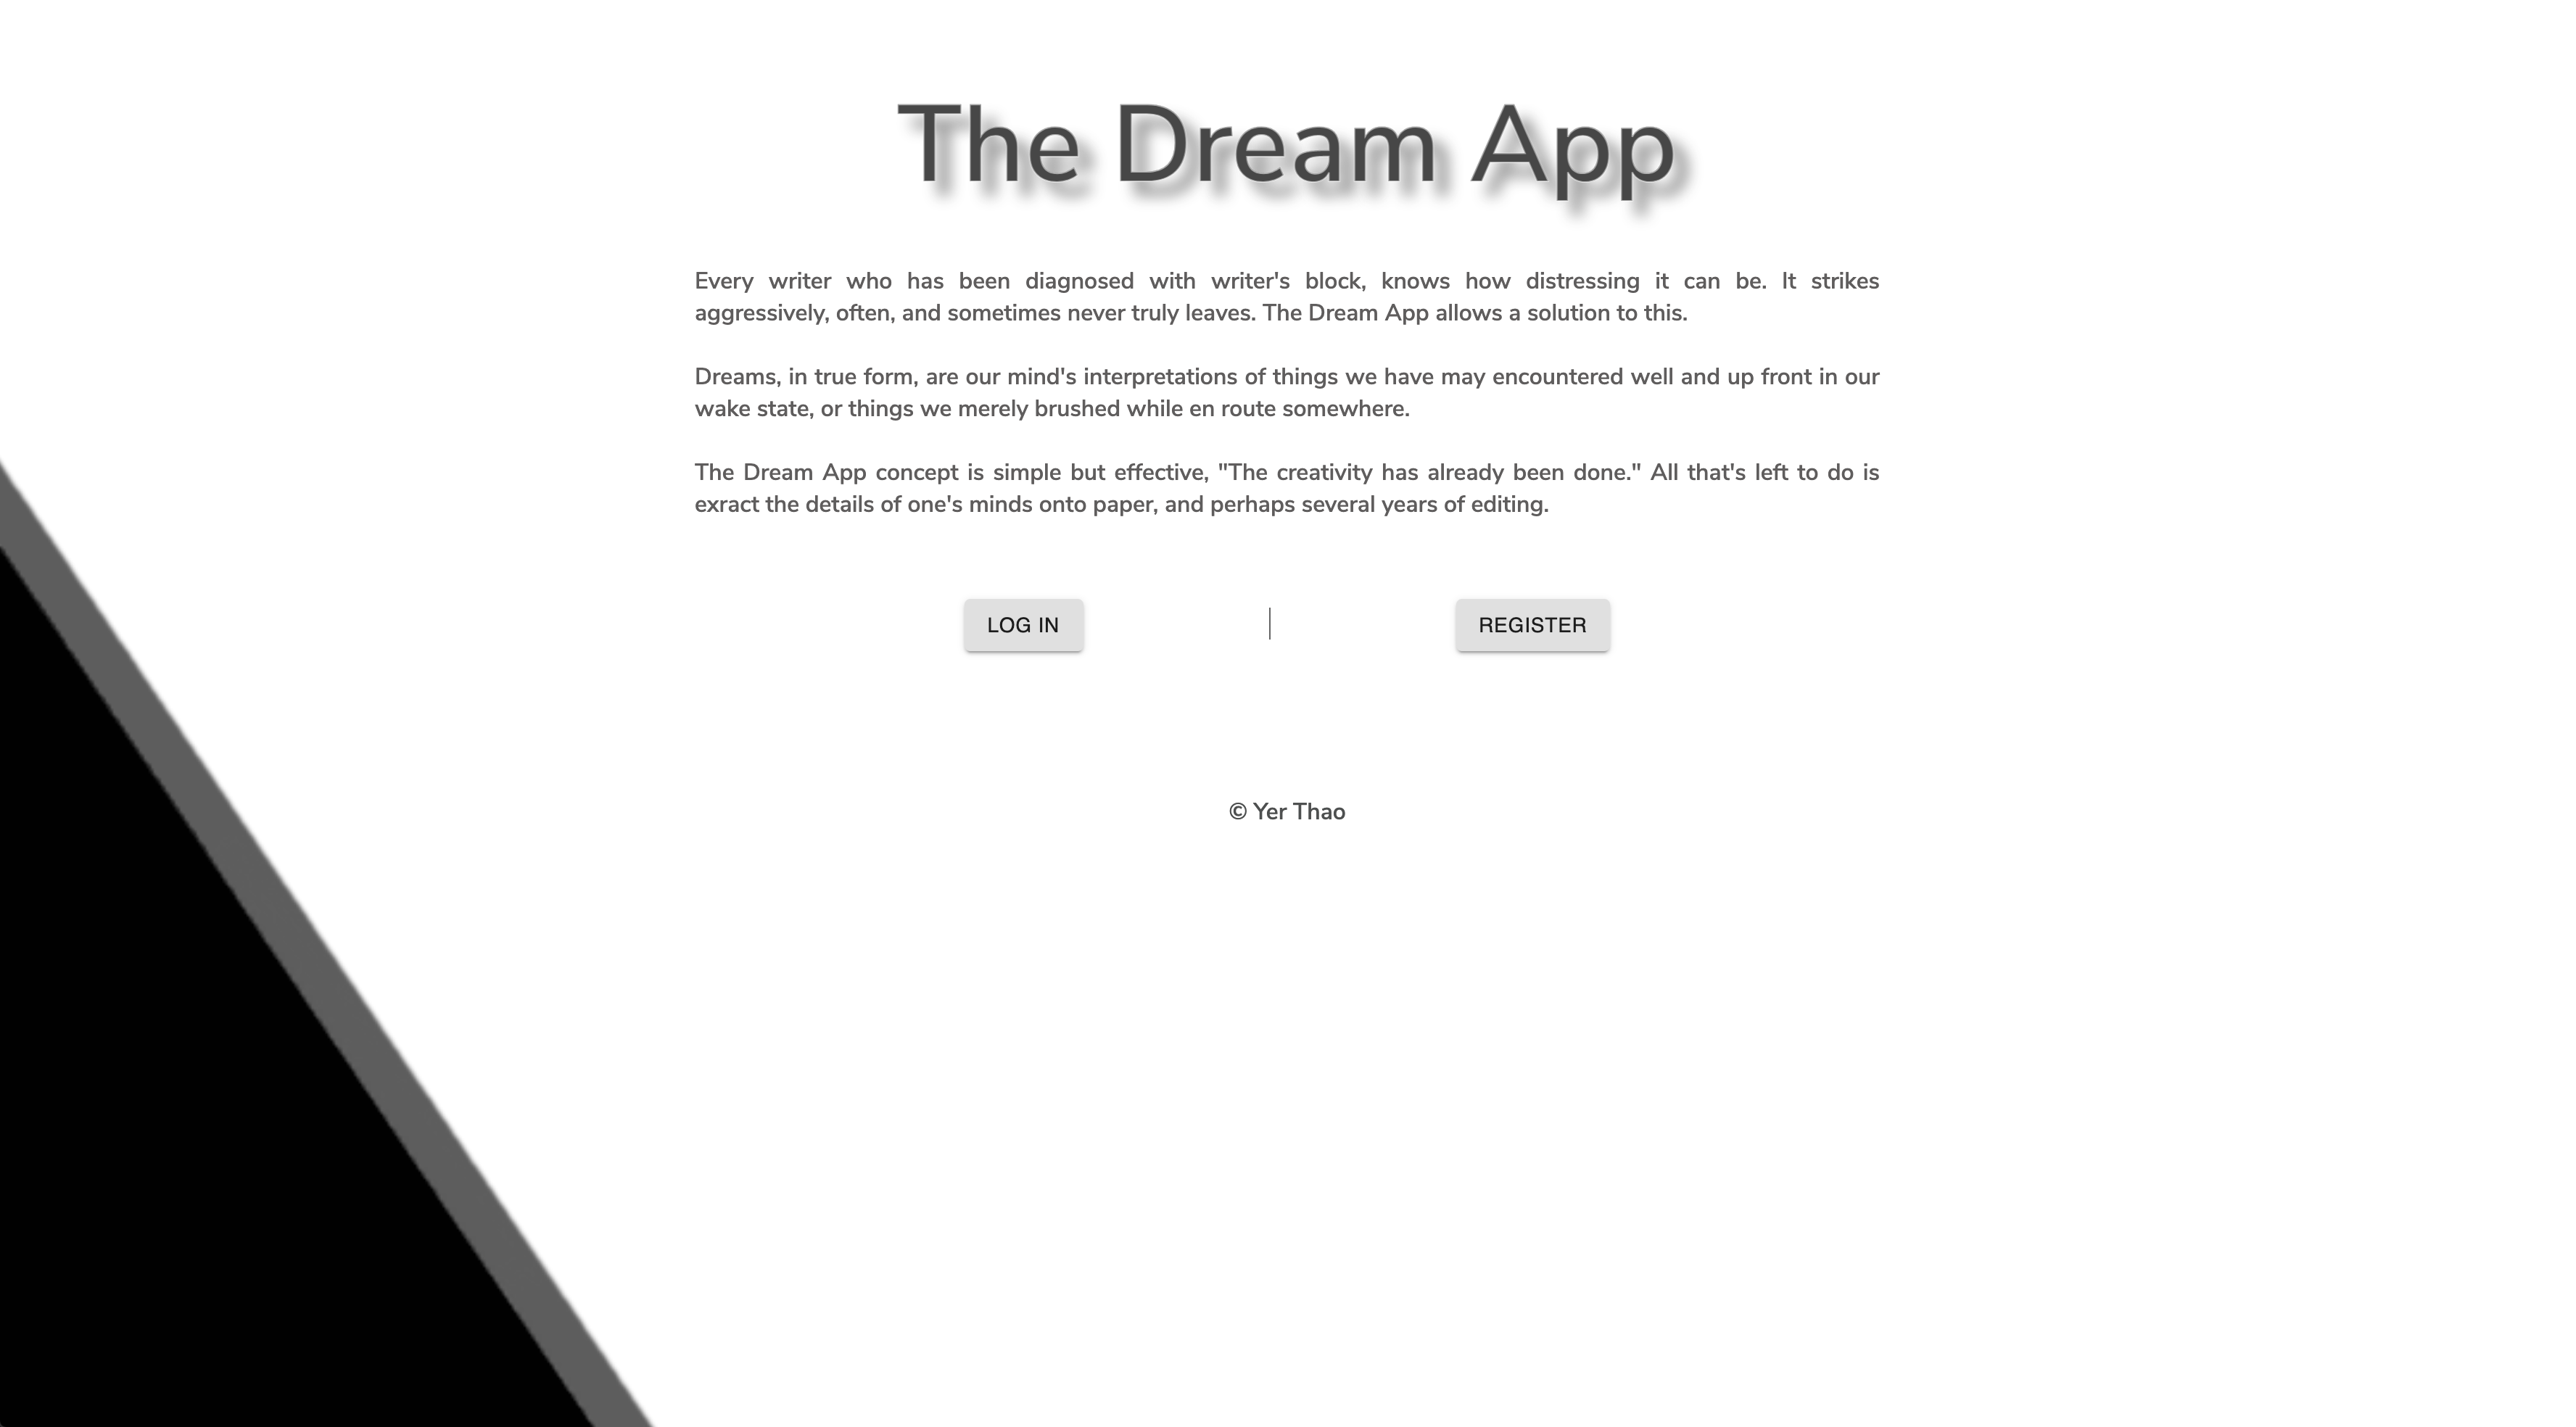 The Dream App
Every writer who has been diagnosed with writer's block, knows how distressing it can be. It strikes
aggressively, often, and sometimes never truly leaves. The Dream App allows a solution to this.
Dreams, in true form, are our mind's interpretations of things we have may encountered well and up front in our
wake state, or things we merely brushed while en route somewhere.
The Dream App concept is simple but effective, "The creativity has already been done." All that's left to do is
exract the details of one's minds onto paper, and perhaps several years of editing.
LOG IN | REGISTER
© Yer Thao